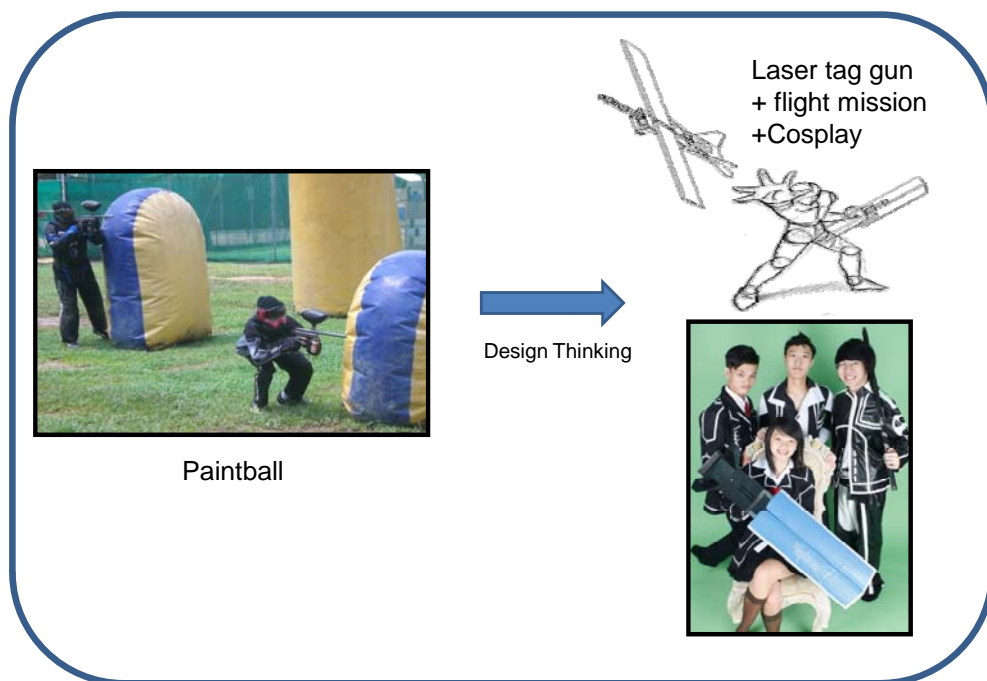 Laser tag gun
+ flight mission
+Cosplay
Design Thinking
Paintball